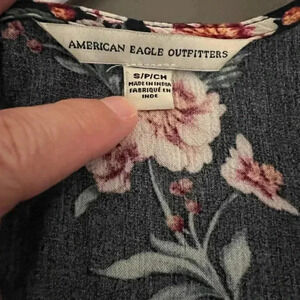 AMERICAN EAGLE OUTFITTERS
S/P/CH
MADE IN INDIA
FABRIQUÉ EN
INDE